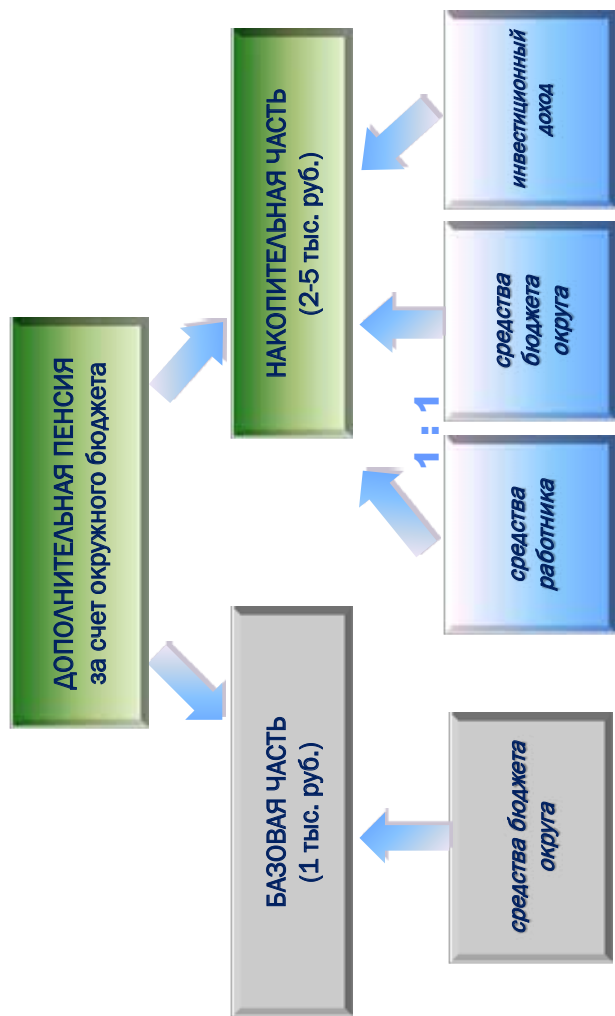 ДОПОЛНИТЕЛЬНАЯ ПЕНСИЯ
за счет окружного бюджета
БАЗОВАЯ ЧАСТЬ
(1 тыс. руб.)
НАКОПИТЕЛЬНАЯ ЧАСТЬ
(2-5 тыс. руб.)
1 : 1
средства бюджета
округа
средства
работника
средства
бюджета
округа
инвестиционный
доход